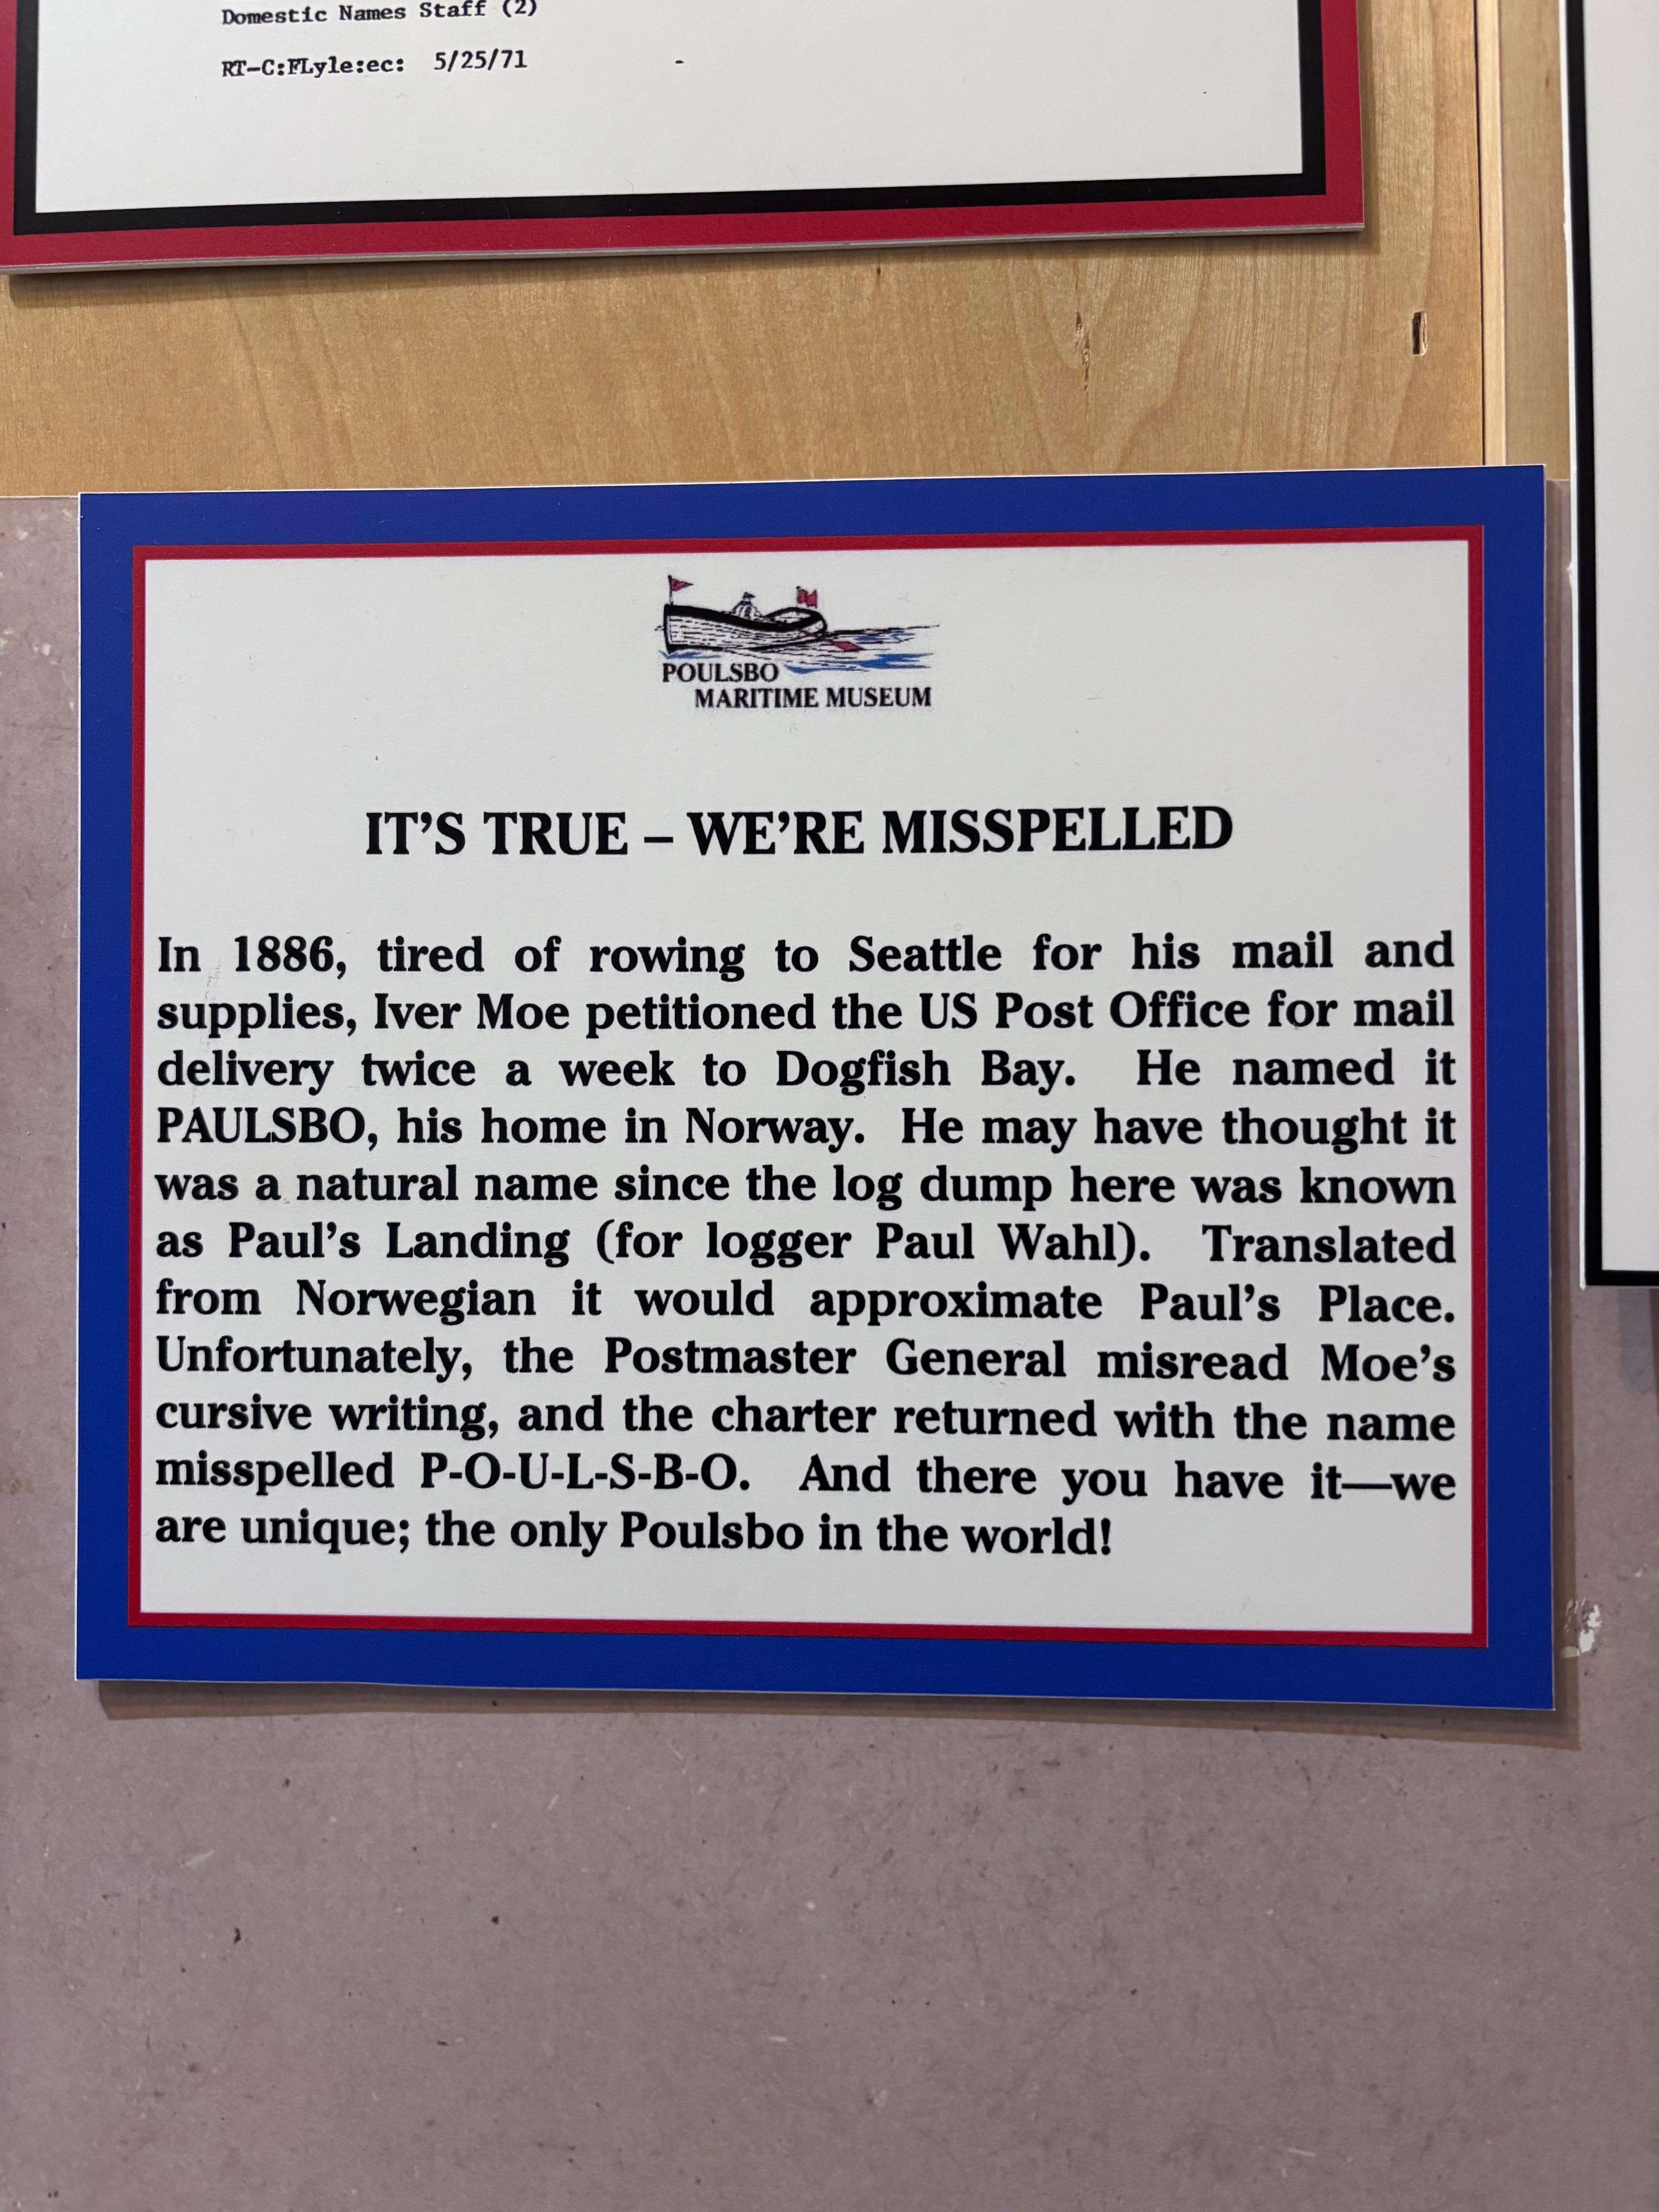 Domestic Names Staff (2)
RT-C:FLyle:ec: 5/25/71
POULSBO
MARITIME MUSEUM
IT'S TRUE – WE'RE MISSPELLED
In 1886, tired of rowing to Seattle for his mail and
supplies, Iver Moe petitioned the US Post Office for mail
delivery twice a week to Dogfish Bay. He named it
PAULSBO, his home in Norway. He may have thought it
was a natural name since the log dump here was known
as Paul's Landing (for logger Paul Wahl). Translated
from Norwegian it would approximate Paul's Place.
Unfortunately, the Postmaster General misread Moe's
cursive writing, and the charter returned with the name
misspelled P-O-U-L-S-B-O. And there you have it—we
are unique; the only Poulsbo in the world!